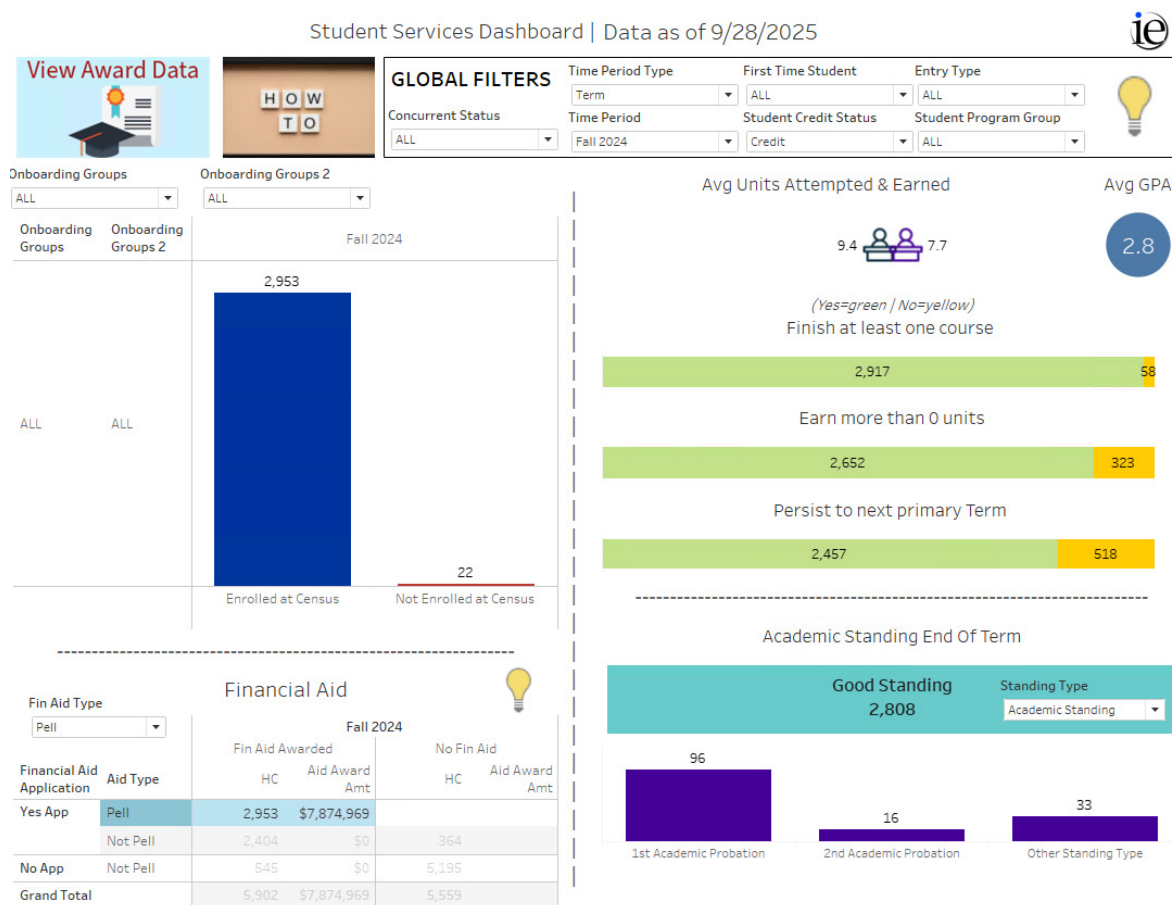 Student Services Dashboard | Data as of 9/28/2025
ie
View Award Data
HOW
TO
GLOBAL FILTERS
Concurrent Status
ALL
Time Period Type
Term
Time Period
Fall 2024
First Time Student
ALL
Student Credit Status
Credit
Entry Type
ALL
Student Program Group
ALL
Onboarding Groups
ALL
Onboarding Groups 2
ALL
Onboarding Groups
Onboarding Groups 2
Fall 2024
2,953
22
ALL ALL
Enrolled at Census Not Enrolled at Census
Financial Aid
Fin Aid Type
Pell
Fall 2024
Fin Aid Awarded No Fin Aid
Financial Aid Application Aid Type HC Aid Award Amt HC Aid Award Amt
Yes App Pell 2,953 $7,874,969
Not Pell 2,404 $0 364
No App Not Pell 545 $0 5,195
Grand Total 5,902 $7,874,969 5,559
Avg Units Attempted & Earned
9.4 7.7
Avg GPA
2.8
(Yes=green | No=yellow)
Finish at least one course
2,917 58
Earn more than 0 units
2,652 323
Persist to next primary Term
2,457 518
Academic Standing End Of Term
Good Standing
2,808
Standing Type
Academic Standing
96
16
33
1st Academic Probation 2nd Academic Probation Other Standing Type